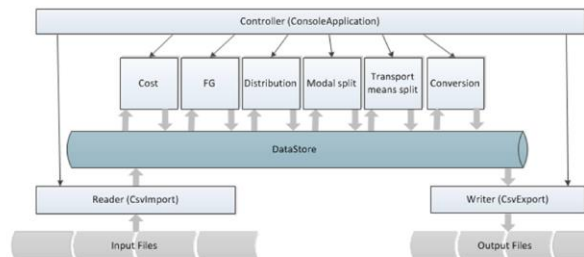 Controller (ConsoleApplication)
Cost
FG
Distribution
Modal split
Transport
means split
Conversion
DataStore
Reader (CsvImport)
Writer (CsvExport)
Input Files
Output Files